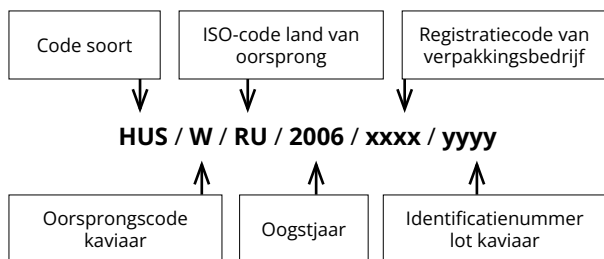 Code soort
ISO-code land van
oorsprong
Registratiecode van
verpakkingsbedrijf
HUS / W / RU / 2006 / xxxx / yyyy
Oorsprongscode
kaviaar
Oogstjaar
Identificatienummer
lot kaviaar